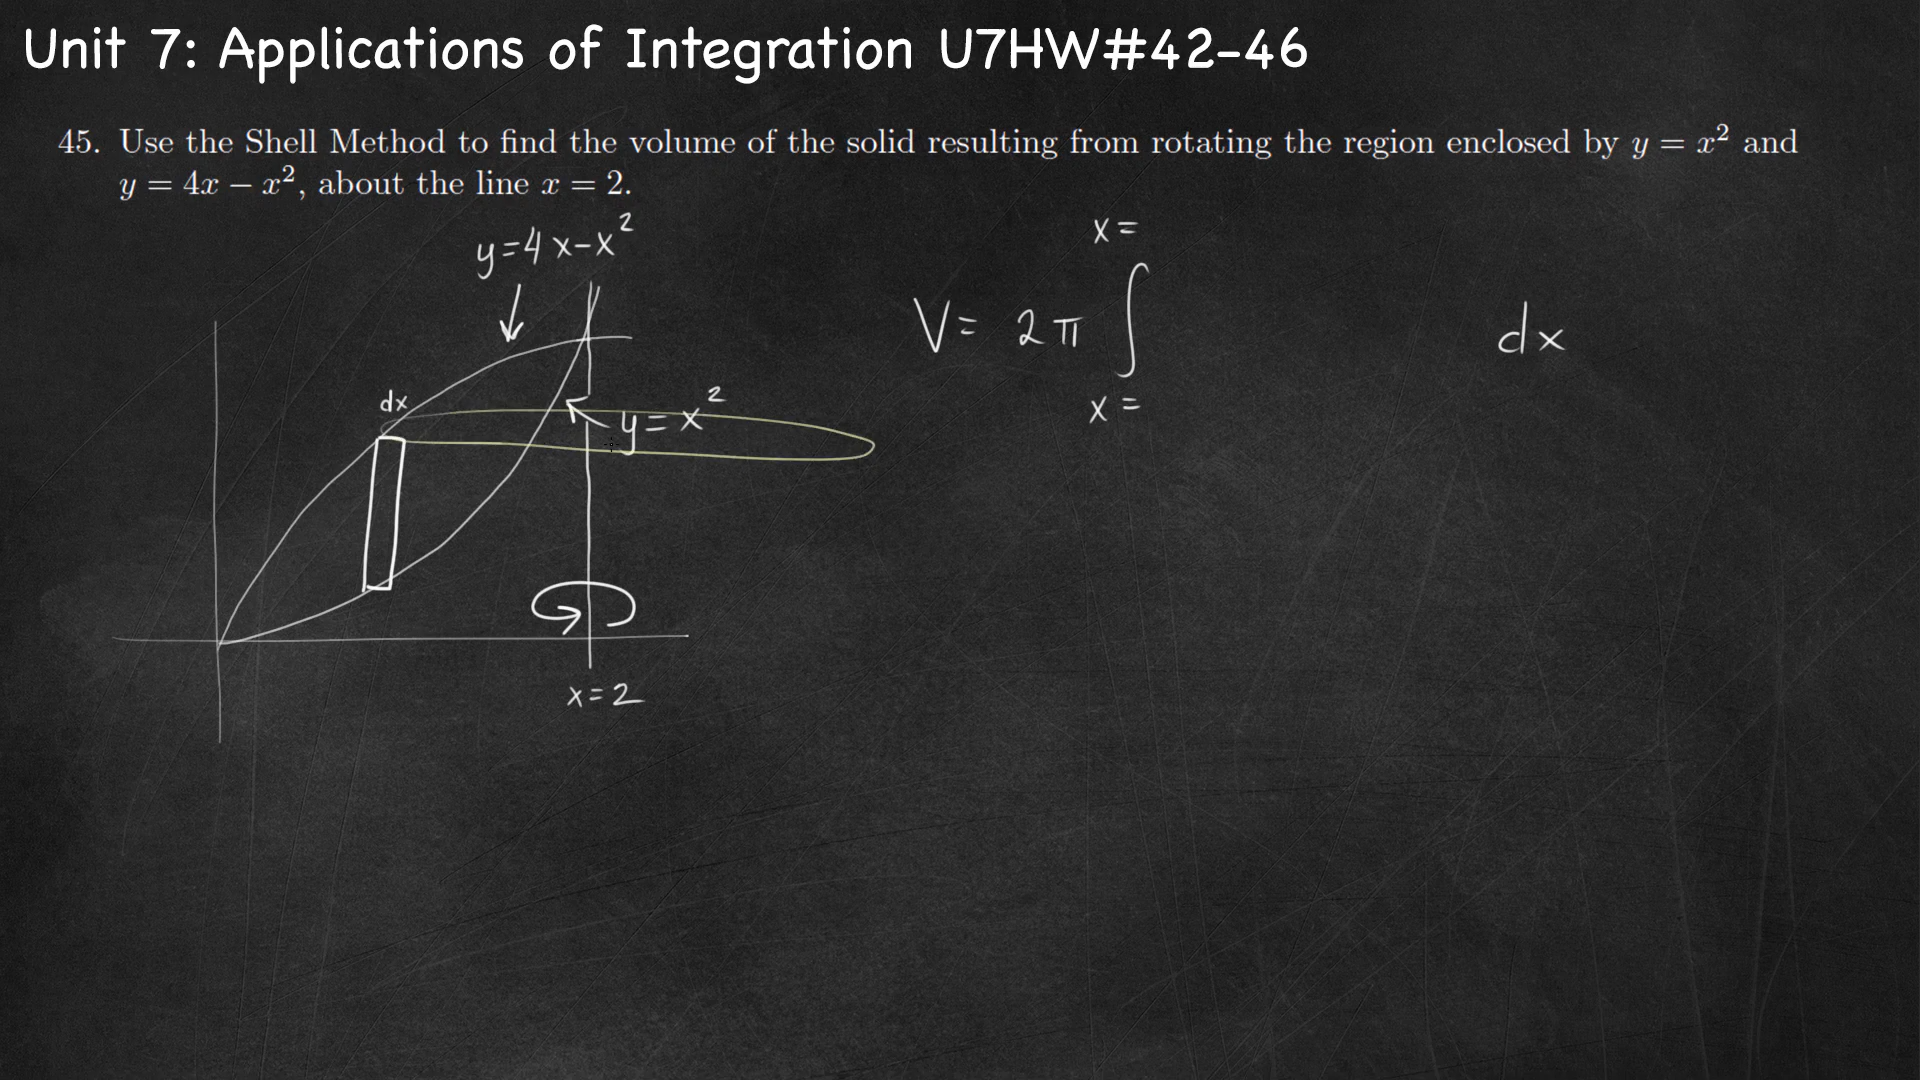 Unit 7: Applications of Integration U7HW#42-46
45. Use the Shell Method to find the volume of the solid resulting from rotating the region enclosed by y = x² and
y = 4x − x², about the line x = 2.
y=4x-x²
dx
y=x²
x=2
x=
V= 2π∫ dx
x=